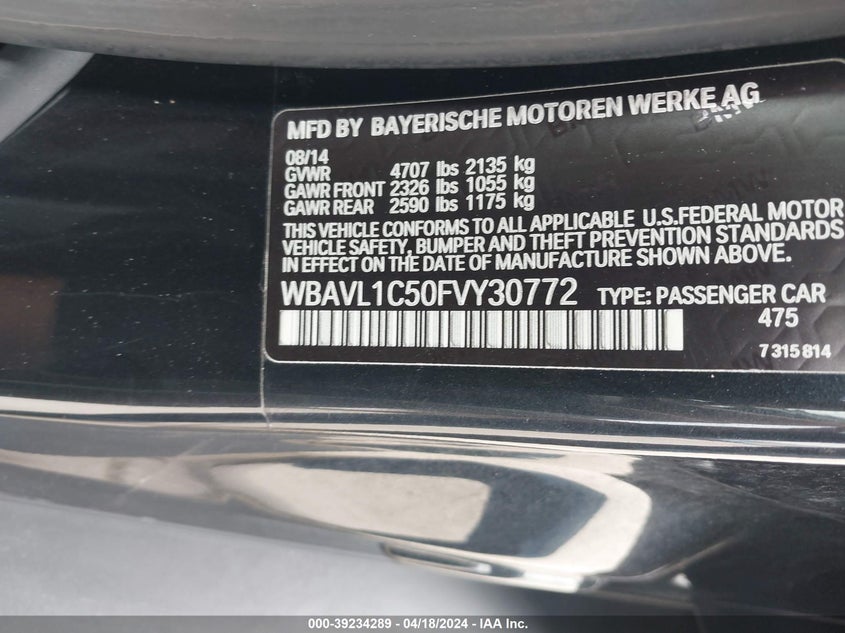 MFD BY BAYERISCHE MOTOREN WERKE AG
08/14
GVWR 4707 lbs 2135 kg
GAWR FRONT 2326 lbs 1055 kg
GAWR REAR 2590 lbs 1175 kg
THIS VEHICLE CONFORMS TO ALL APPLICABLE U.S.FEDERAL MOTOR
VEHICLE SAFETY, BUMPER AND THEFT PREVENTION STANDARDS
IN EFFECT ON THE DATE OF MANUFACTURE SHOWN ABOVE.
WBAVL1C50FVY30772 TYPE: PASSENGER CAR
475
7 315 814
000-39234289 - 04/18/2024 - IAA Inc.